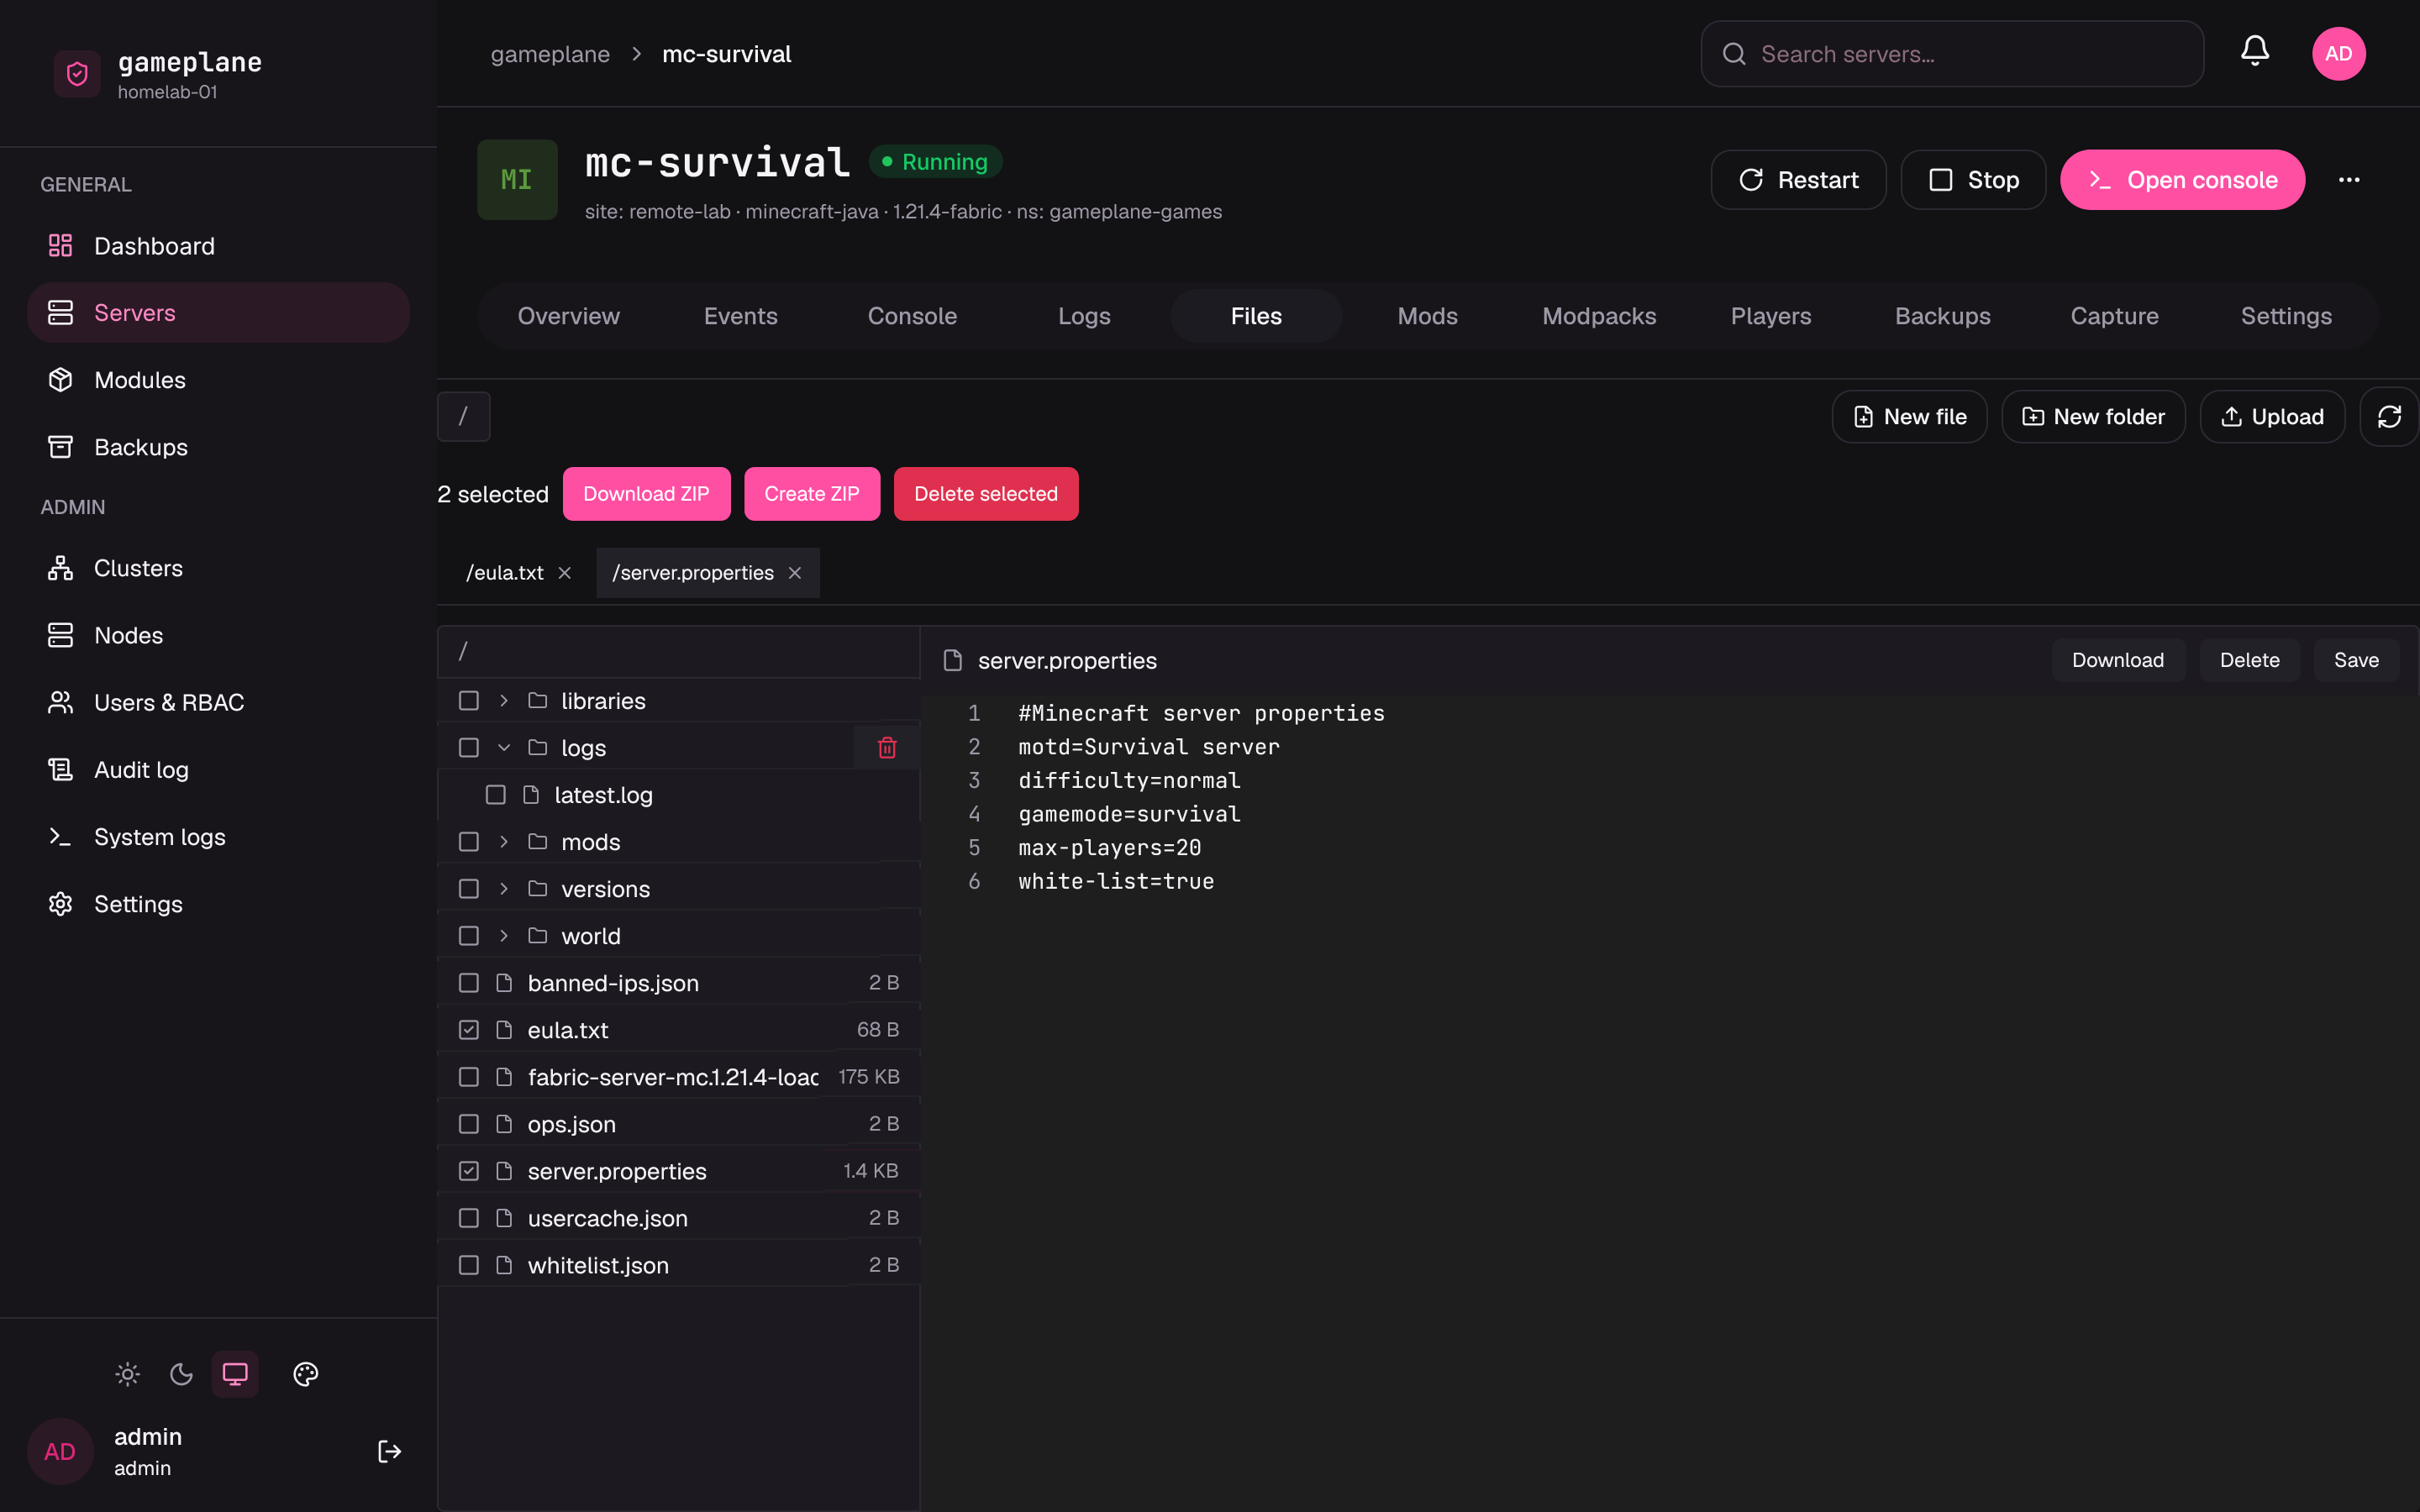 gameplane
homelab-01
GENERAL
Dashboard
Servers
Modules
Backups
ADMIN
Clusters
Nodes
Users & RBAC
Audit log
System logs
Settings
AD
admin
admin
gameplane > mc-survival
Search servers...
AD
MI
mc-survival
Running
site: remote-lab · minecraft-java · 1.21.4-fabric · ns: gameplane-games
Restart
Stop
Open console
Overview
Events
Console
Logs
Files
Mods
Modpacks
Players
Backups
Capture
Settings
/
New file
New folder
Upload
2 selected
Download ZIP
Create ZIP
Delete selected
/eula.txt
/server.properties
/
libraries
logs
latest.log
mods
versions
world
banned-ips.json 2 B
eula.txt 68 B
fabric-server-mc.1.21.4-load 175 KB
ops.json 2 B
server.properties 1.4 KB
usercache.json 2 B
whitelist.json 2 B
server.properties
Download
Delete
Save
1 #Minecraft server properties
2 motd=Survival server
3 difficulty=normal
4 gamemode=survival
5 max-players=20
6 white-list=true